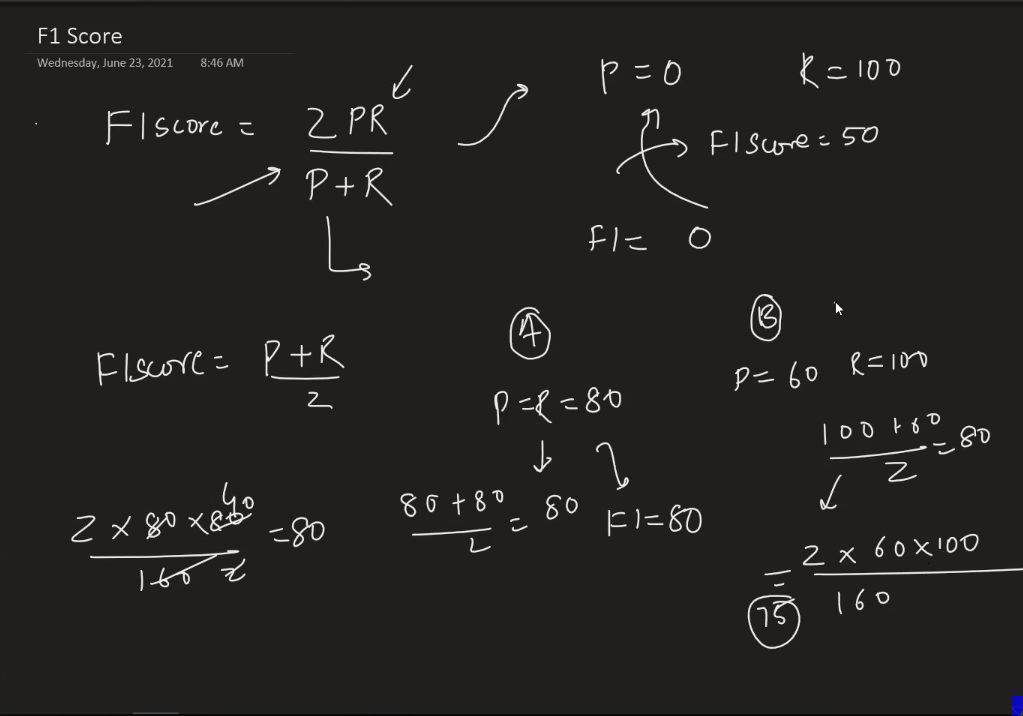 F1 Score
Wednesday, June 23, 2021 8:46 AM
F1score = 2PR
P+R
P = 0 R = 100
F1score = 50
F1 = 0
F1score = P+R
2
A
P=R=80
80+80
2
= 80 F1=80
2 × 80 × 80 = 80
40
160 2
B
P = 60 R = 100
100+60 = 80
2
= 2 × 60×100
160
75